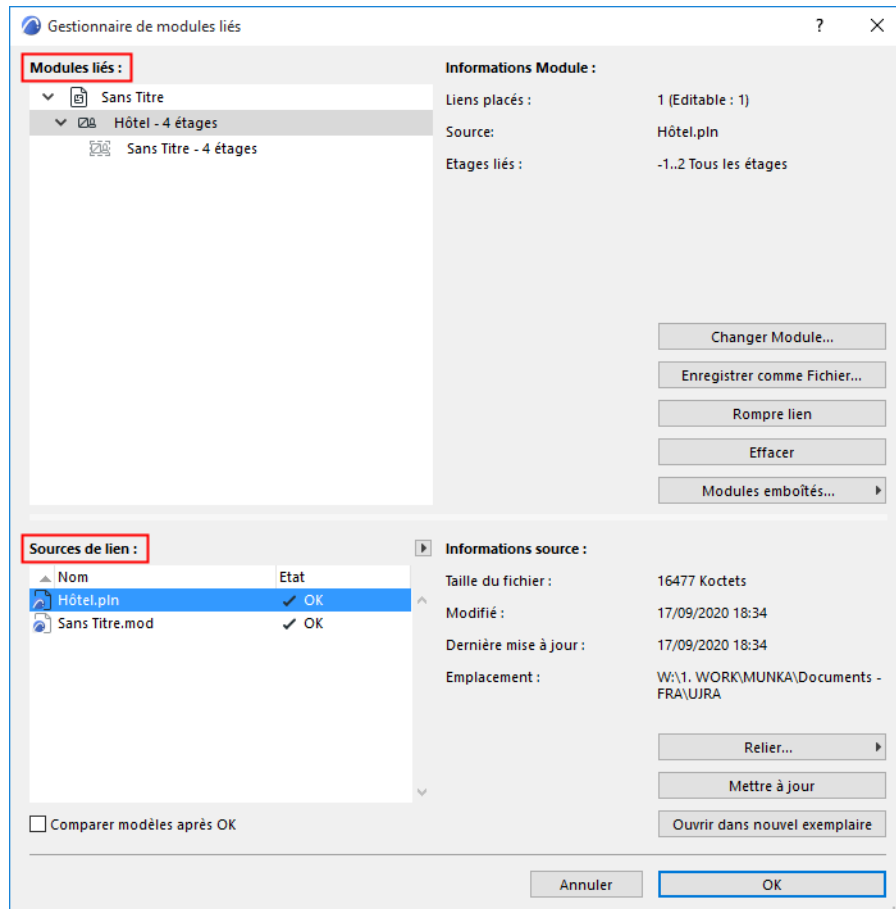 Gestionnaire de modules liés
?
Modules liés :
Sans Titre
Hôtel - 4 étages
Sans Titre - 4 étages
Informations Module :
Liens placés : 1 (Editable : 1)
Source: Hôtel.pln
Etages liés : -1..2 Tous les étages
Changer Module...
Enregistrer comme Fichier...
Rompre lien
Effacer
Modules emboîtés...
Sources de lien :
Nom Etat
Hôtel.pln OK
Sans Titre.mod OK
Comparer modèles après OK
Informations source :
Taille du fichier : 16477 Koctets
Modifié : 17/09/2020 18:34
Dernière mise à jour : 17/09/2020 18:34
Emplacement : W:\1. WORK\MUNKA\Documents -
FRA\UJRA
Relier...
Mettre à jour
Ouvrir dans nouvel exemplaire
Annuler
OK